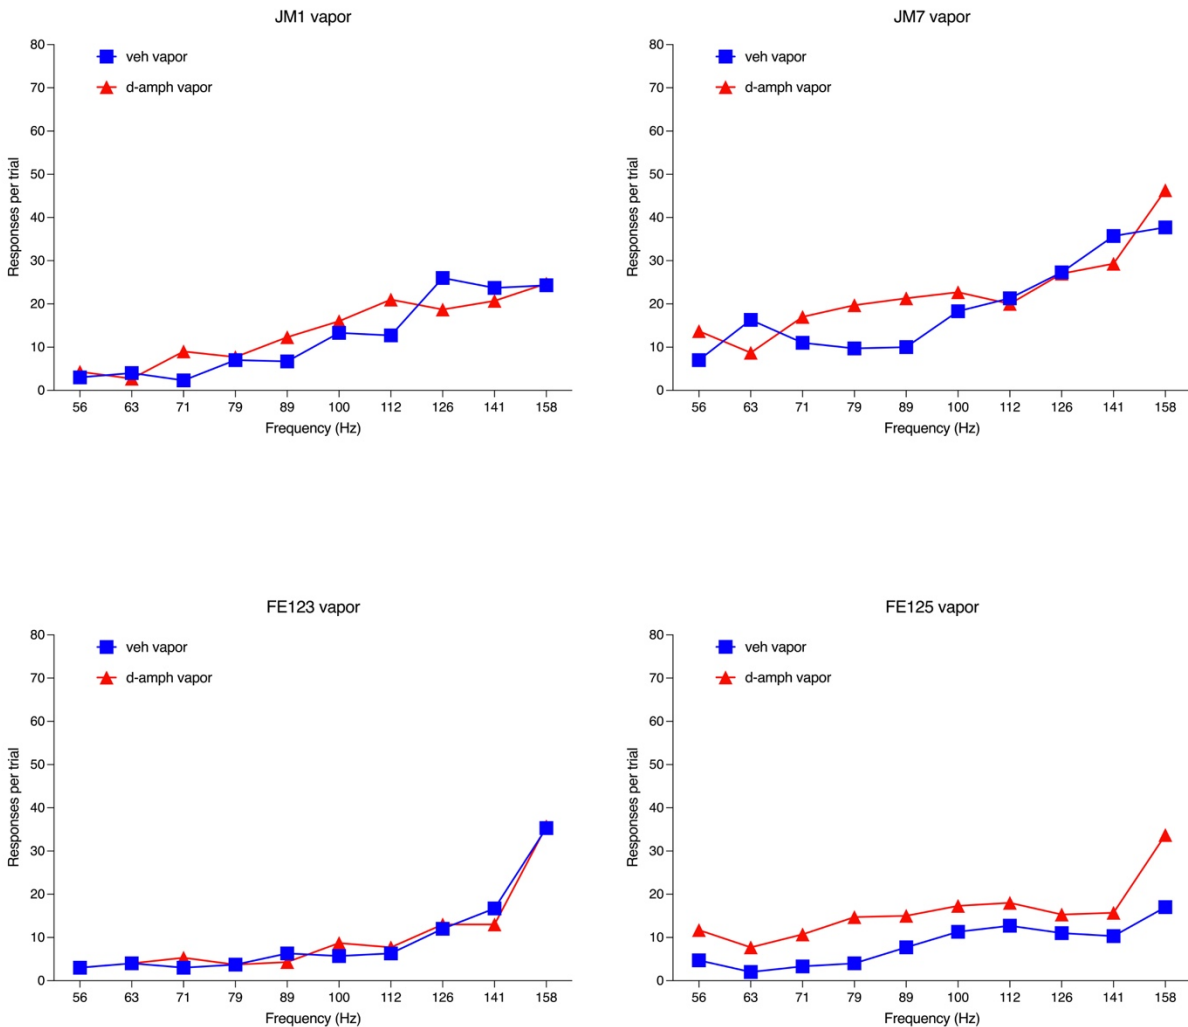 JM1 vapor
80
70
60
50
40
30
20
10
0
Responses per trial
veh vapor
d-amph vapor
56 63 71 79 89 100 112 126 141 158
Frequency (Hz)
JM7 vapor
80
70
60
50
40
30
20
10
0
Responses per trial
veh vapor
d-amph vapor
56 63 71 79 89 100 112 126 141 158
Frequency (Hz)
FE123 vapor
80
70
60
50
40
30
20
10
0
Responses per trial
veh vapor
d-amph vapor
56 63 71 79 89 100 112 126 141 158
Frequency (Hz)
FE125 vapor
80
70
60
50
40
30
20
10
0
Responses per trial
veh vapor
d-amph vapor
56 63 71 79 89 100 112 126 141 158
Frequency (Hz)